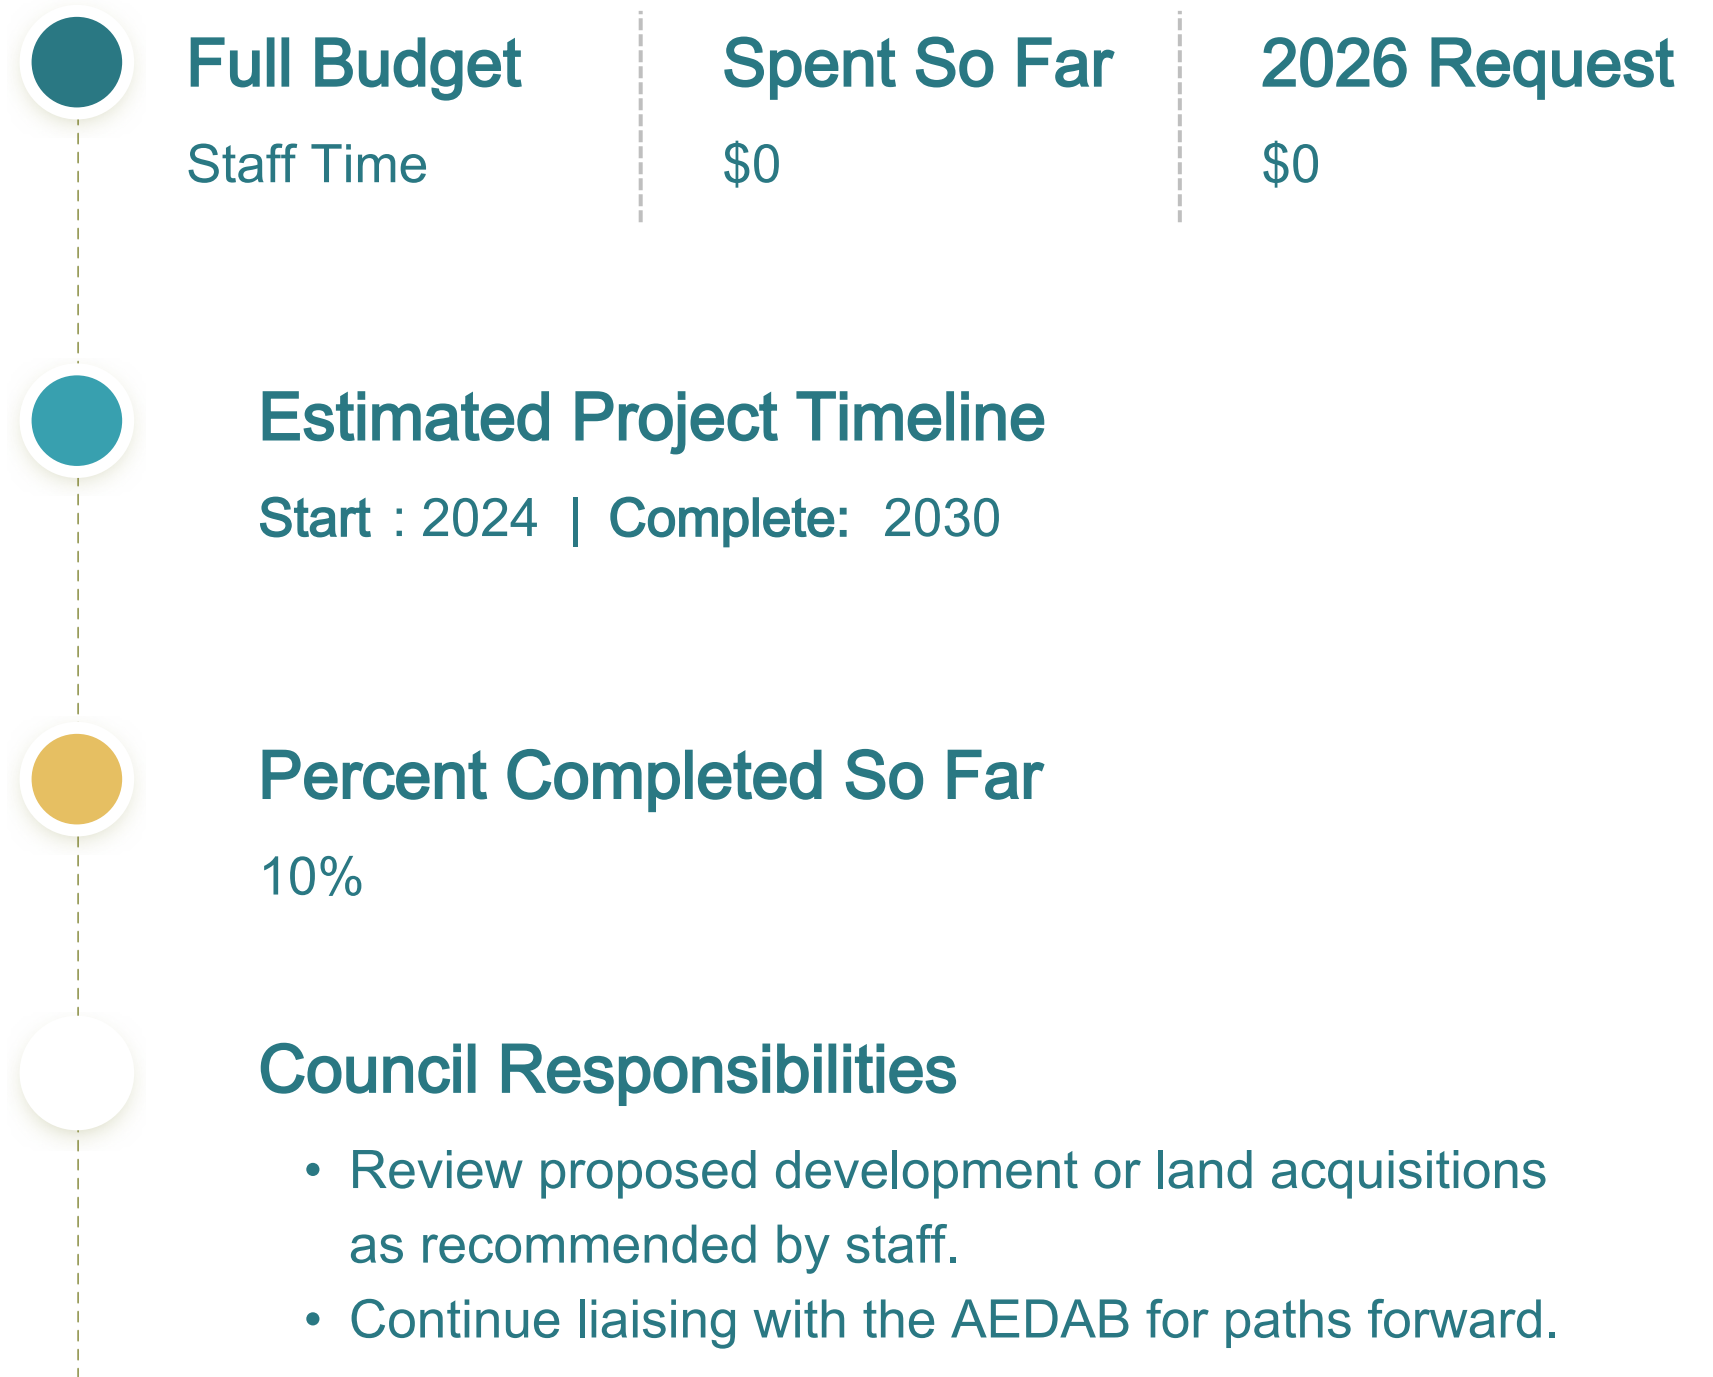 Full Budget
Spent So Far
2026 Request
Staff Time
$0
$0
Estimated Project Timeline
Start : 2024 | Complete: 2030
Percent Completed So Far
10%
Council Responsibilities
• Review proposed development or land acquisitions
as recommended by staff.
• Continue liaising with the AEDAB for paths forward.